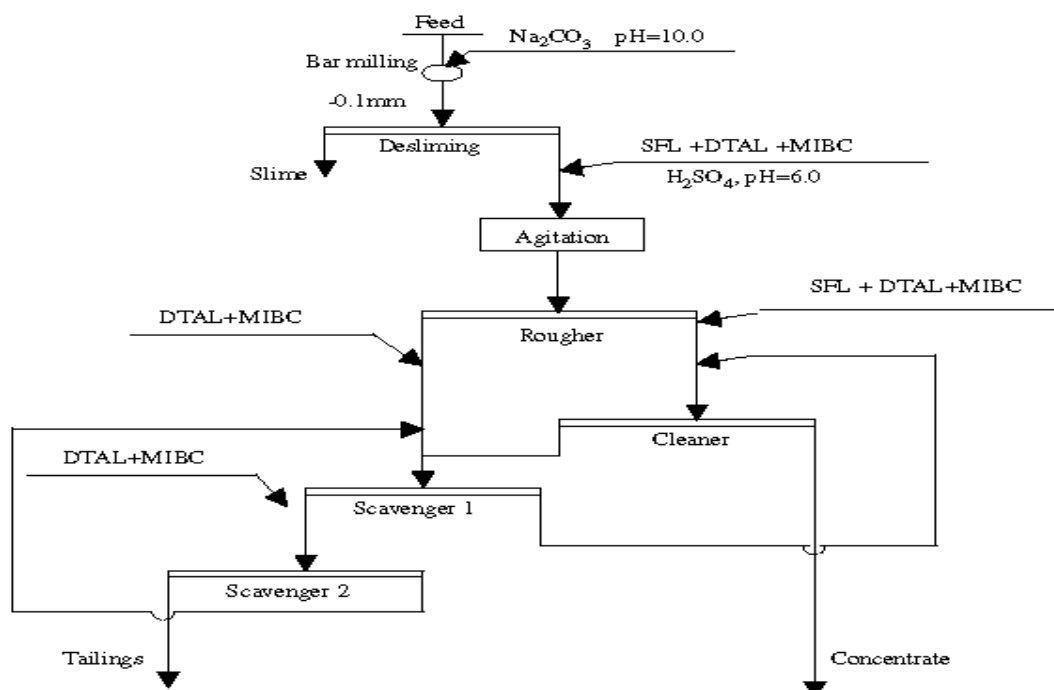 Feed
Na₂CO₃ pH=10.0
Bar milling
-0.1mm
Desliming
SFL +DTAL +MIBC
Slime
H₂SO₄, pH=6.0
Agitation
SFL + DTAL+MIBC
DTAL+MIBC
Rougher
Cleaner
DTAL+MIBC
Scavenger 1
Scavenger 2
Tailings
Concentrate